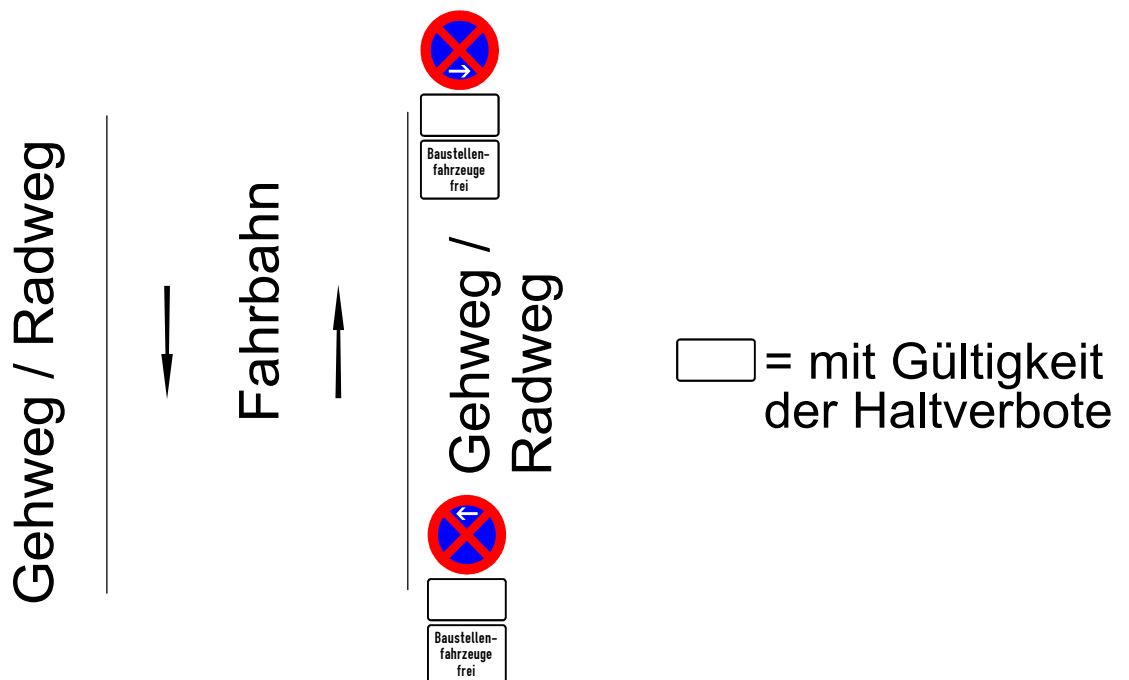 Gehweg / Radweg
Fahrbahn
Baustellen-
fahrzeuge
frei
Gehweg /
Radweg
= mit Gültigkeit
der Haltverbote
Baustellen-
fahrzeuge
frei